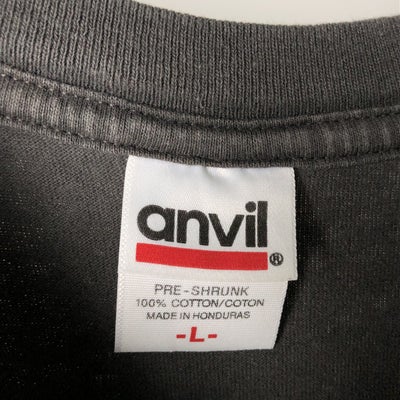 anvil
®
PRE-SHRUNK
100% COTTON/COTON
MADE IN HONDURAS
-L-